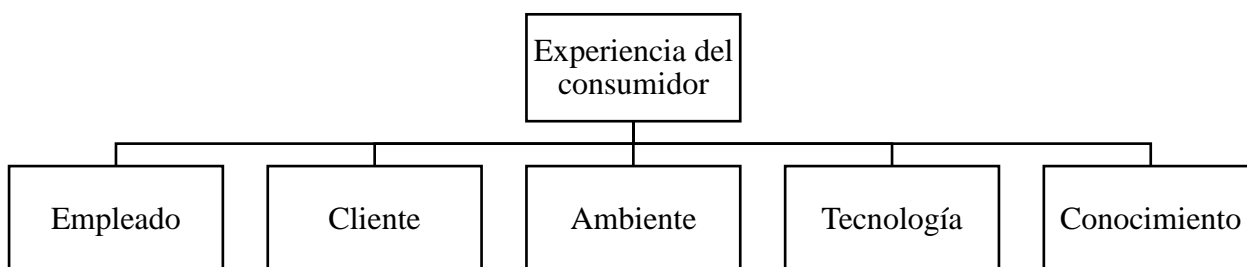 Experiencia del
consumidor
Empleado
Cliente
Ambiente
Tecnología
Conocimiento